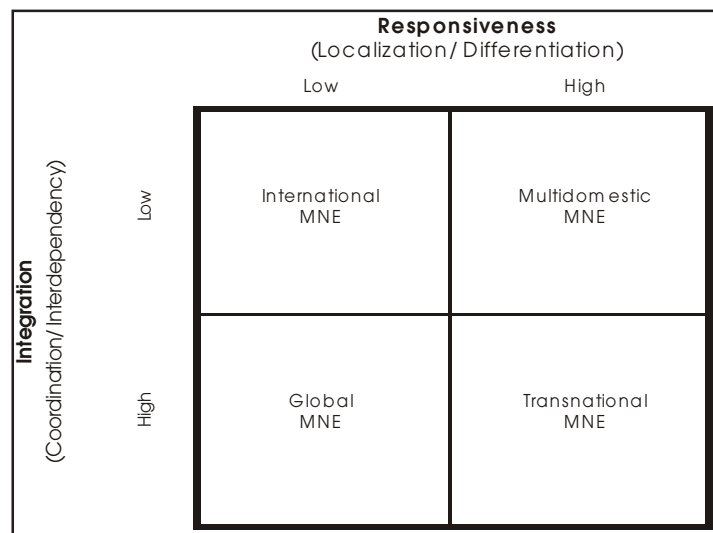 Responsiveness
(Localization/ Differentiation)
Low
High
Integration
(Coordination/ Interdependency)
Low
International
MNE
Multidomestic
MNE
High
Global
MNE
Transnational
MNE